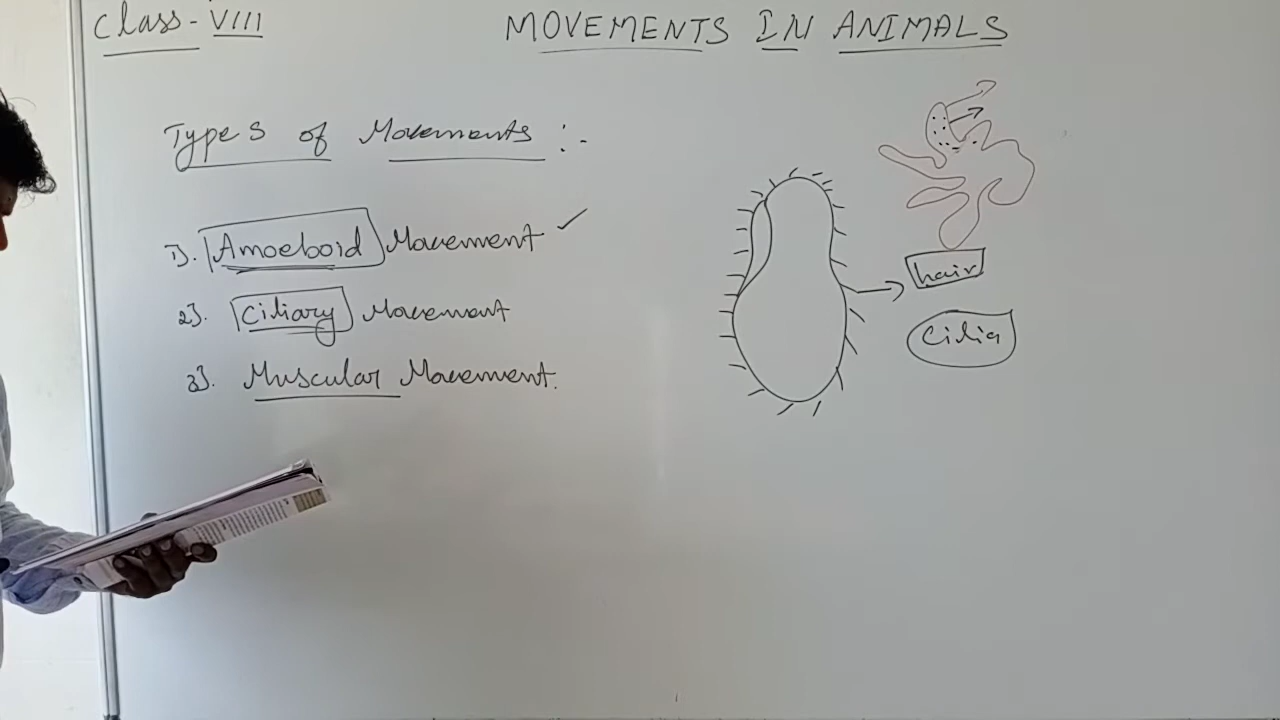 Class - VIII
MOVEMENTS IN ANIMALS
Types of Movements :-
1). Amoeboid Movement ✓
2). Ciliary Movement
3). Muscular Movement.
hair
Cilia